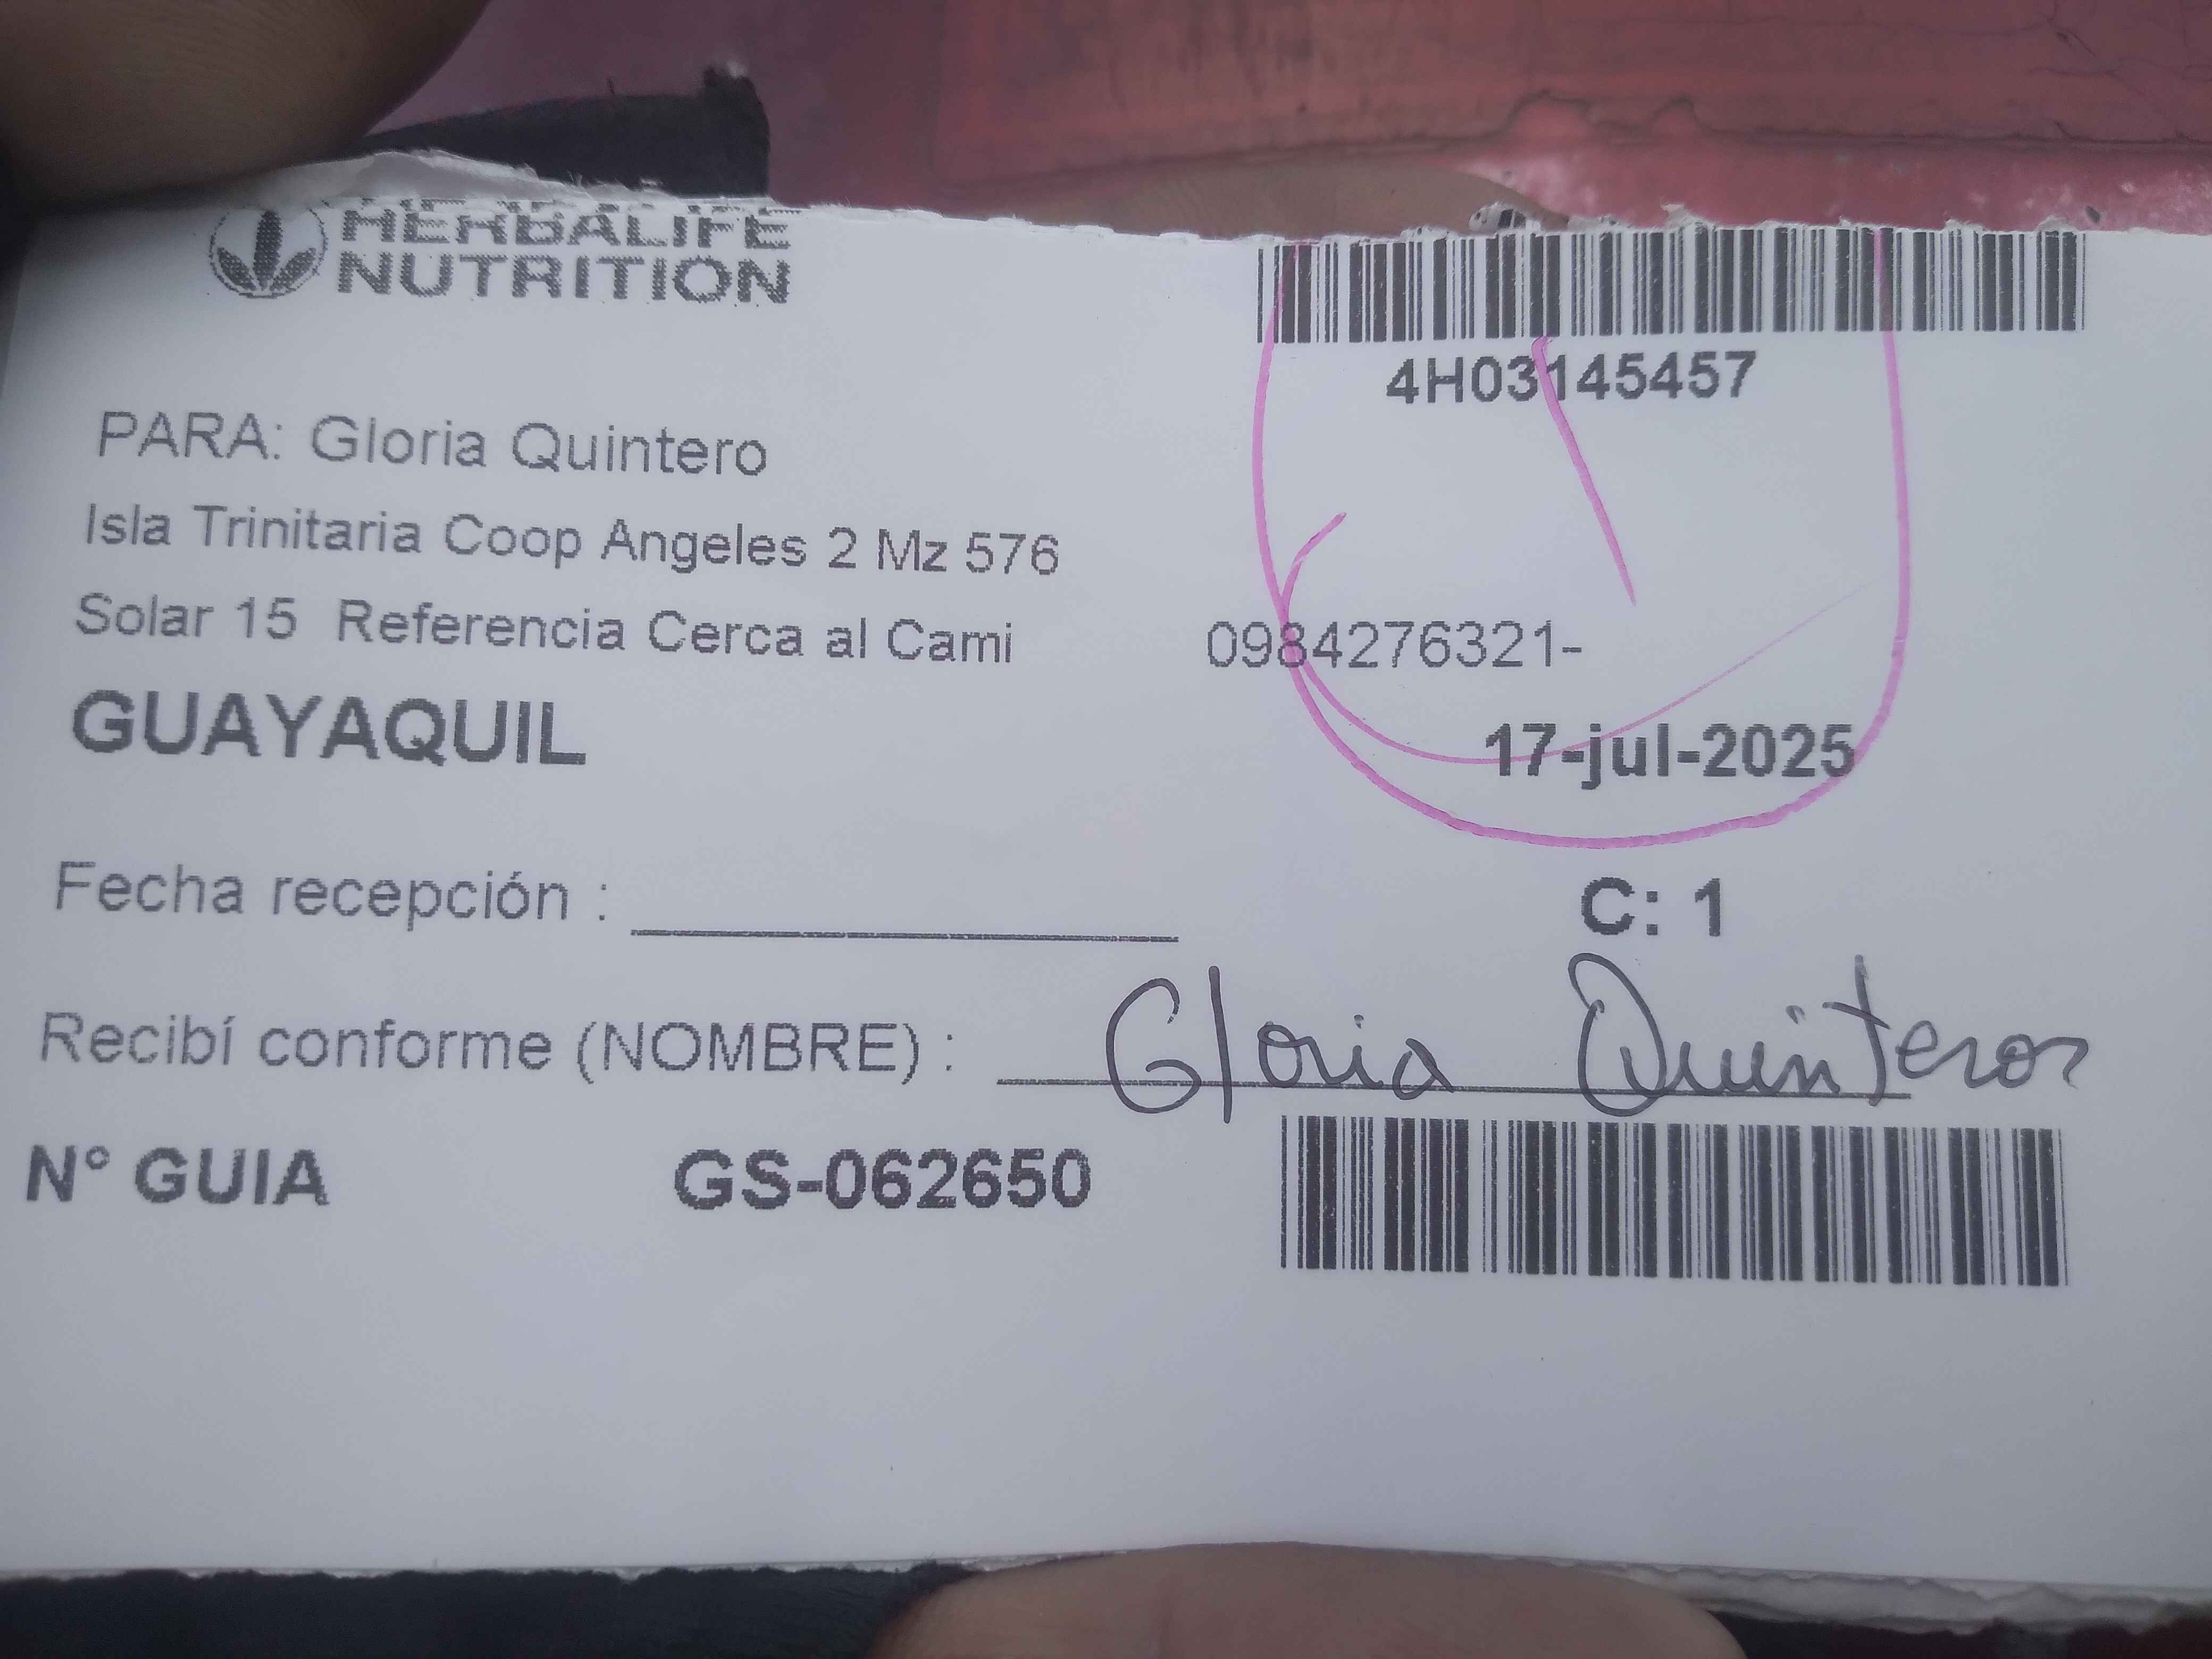 HERBALIFE
NUTRITION
4H03145457
PARA: Gloria Quintero
Isla Trinitaria Coop Angeles 2 Mz 576
Solar 15 Referencia Cerca al Cami
0984276321-
GUAYAQUIL
17-jul-2025
Fecha recepción :
C: 1
Recibí conforme (NOMBRE) : Gloria Quinteros
N° GUIA GS-062650